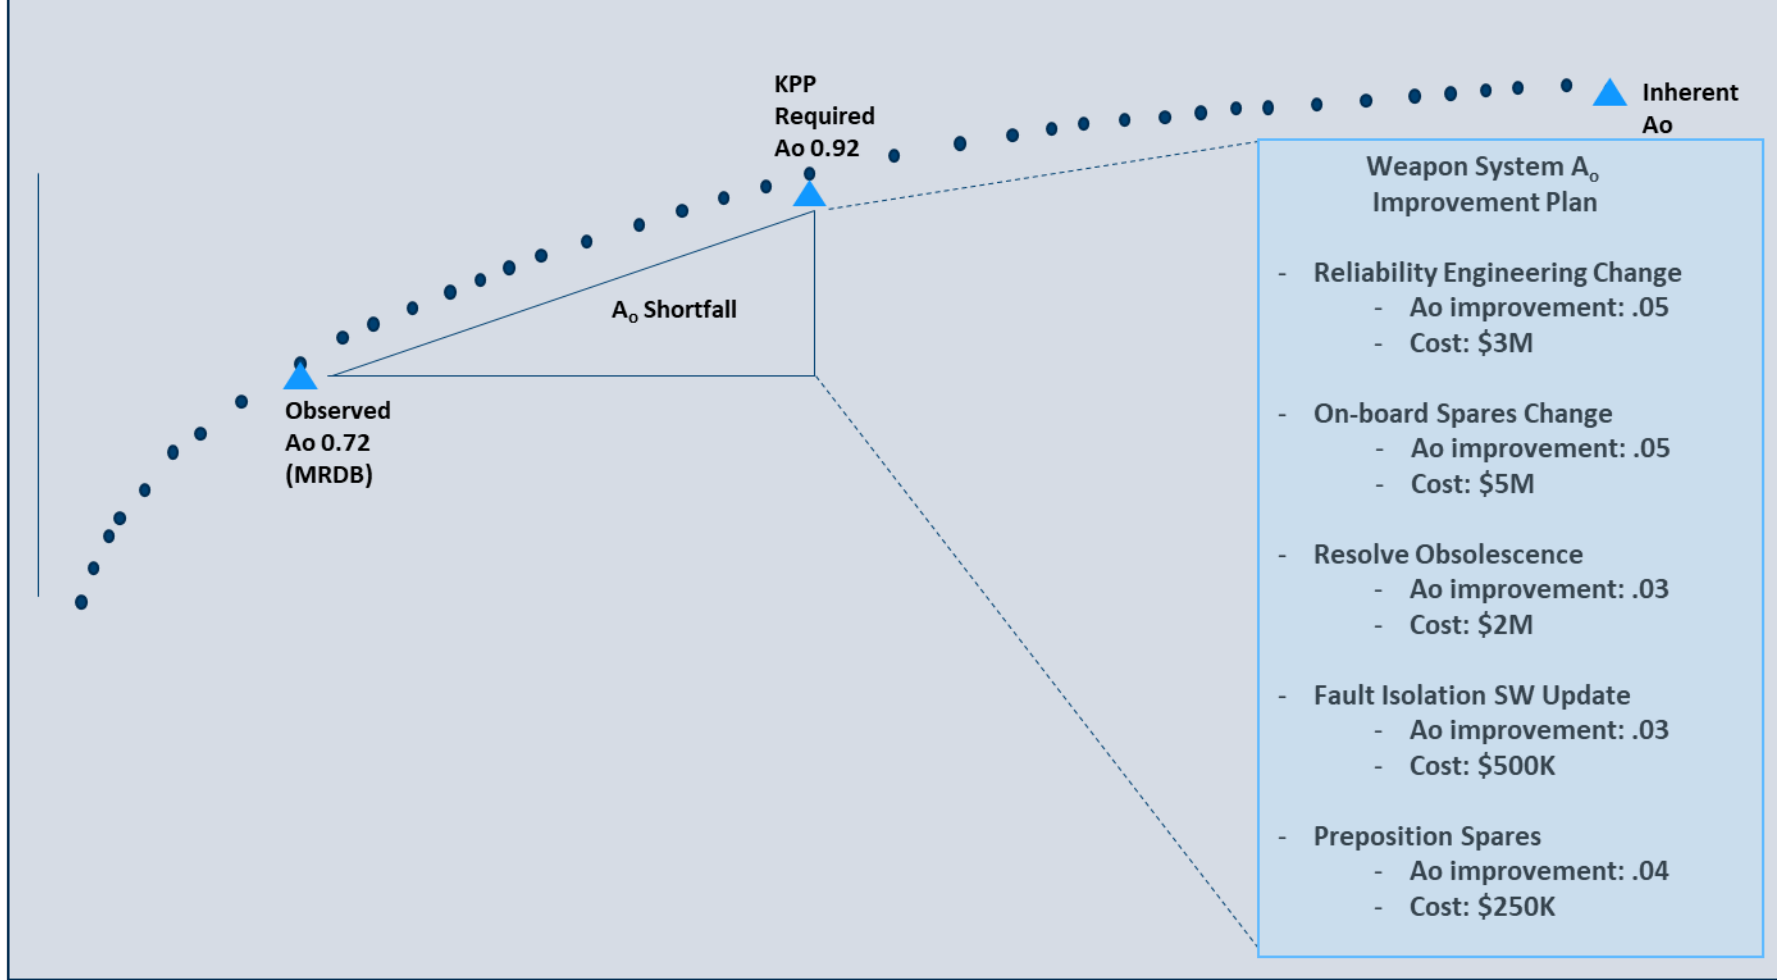 KPP
Required
Ao 0.92
Inherent
Ao
Observed
Ao 0.72
(MRDB)
Aₒ Shortfall
Weapon System Aₒ
Improvement Plan
- Reliability Engineering Change
- Ao improvement: .05
- Cost: $3M
- On-board Spares Change
- Ao improvement: .05
- Cost: $5M
- Resolve Obsolescence
- Ao improvement: .03
- Cost: $2M
- Fault Isolation SW Update
- Ao improvement: .03
- Cost: $500K
- Preposition Spares
- Ao improvement: .04
- Cost: $250K